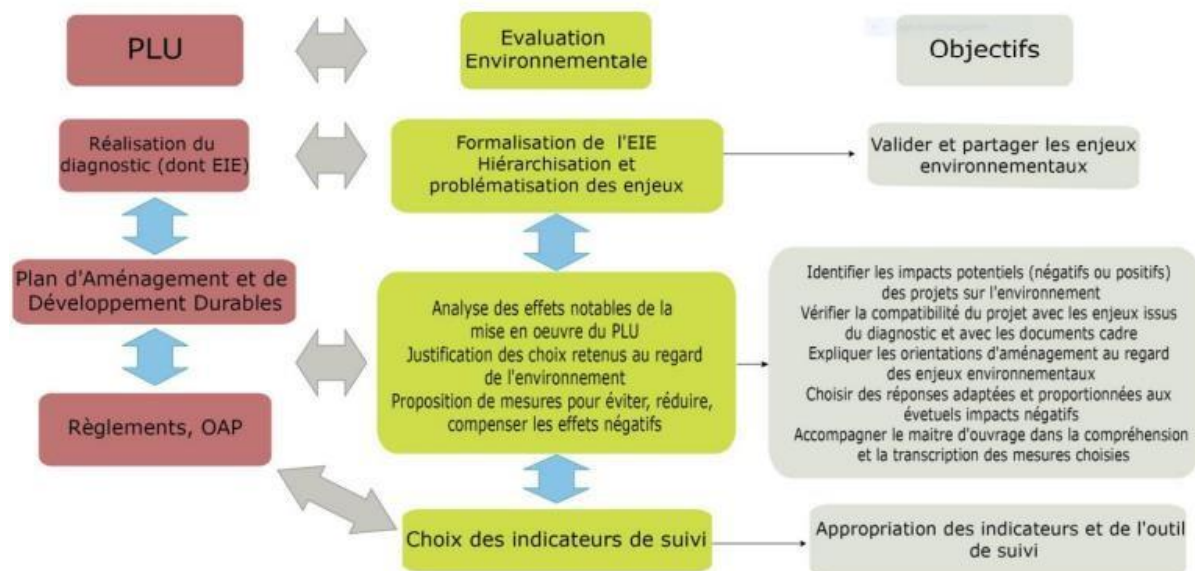 PLU
Evaluation
Environnementale
Objectifs
Réalisation du
diagnostic (dont EIE)
Formalisation de l'EIE
Hiérarchisation et
problématisation des enjeux
Valider et partager les enjeux
environnementaux
Plan d'Aménagement et de
Développement Durables
Analyse des effets notables de la
mise en oeuvre du PLU
Justification des choix retenus au regard
de l'environnement
Proposition de mesures pour éviter, réduire,
compenser les effets négatifs
Identifier les impacts potentiels (négatifs ou positifs)
des projets sur l'environnement
Vérifier la compatibilité du projet avec les enjeux issus
du diagnostic et avec les documents cadre
Expliquer les orientations d'aménagement au regard
des enjeux environnementaux
Choisir des réponses adaptées et proportionnées aux
évetuels impacts négatifs
Accompagner le maitre d'ouvrage dans la compréhension
et la transcription des mesures choisies
Règlements, OAP
Choix des indicateurs de suivi
Appropriation des indicateurs et de l'outil
de suivi